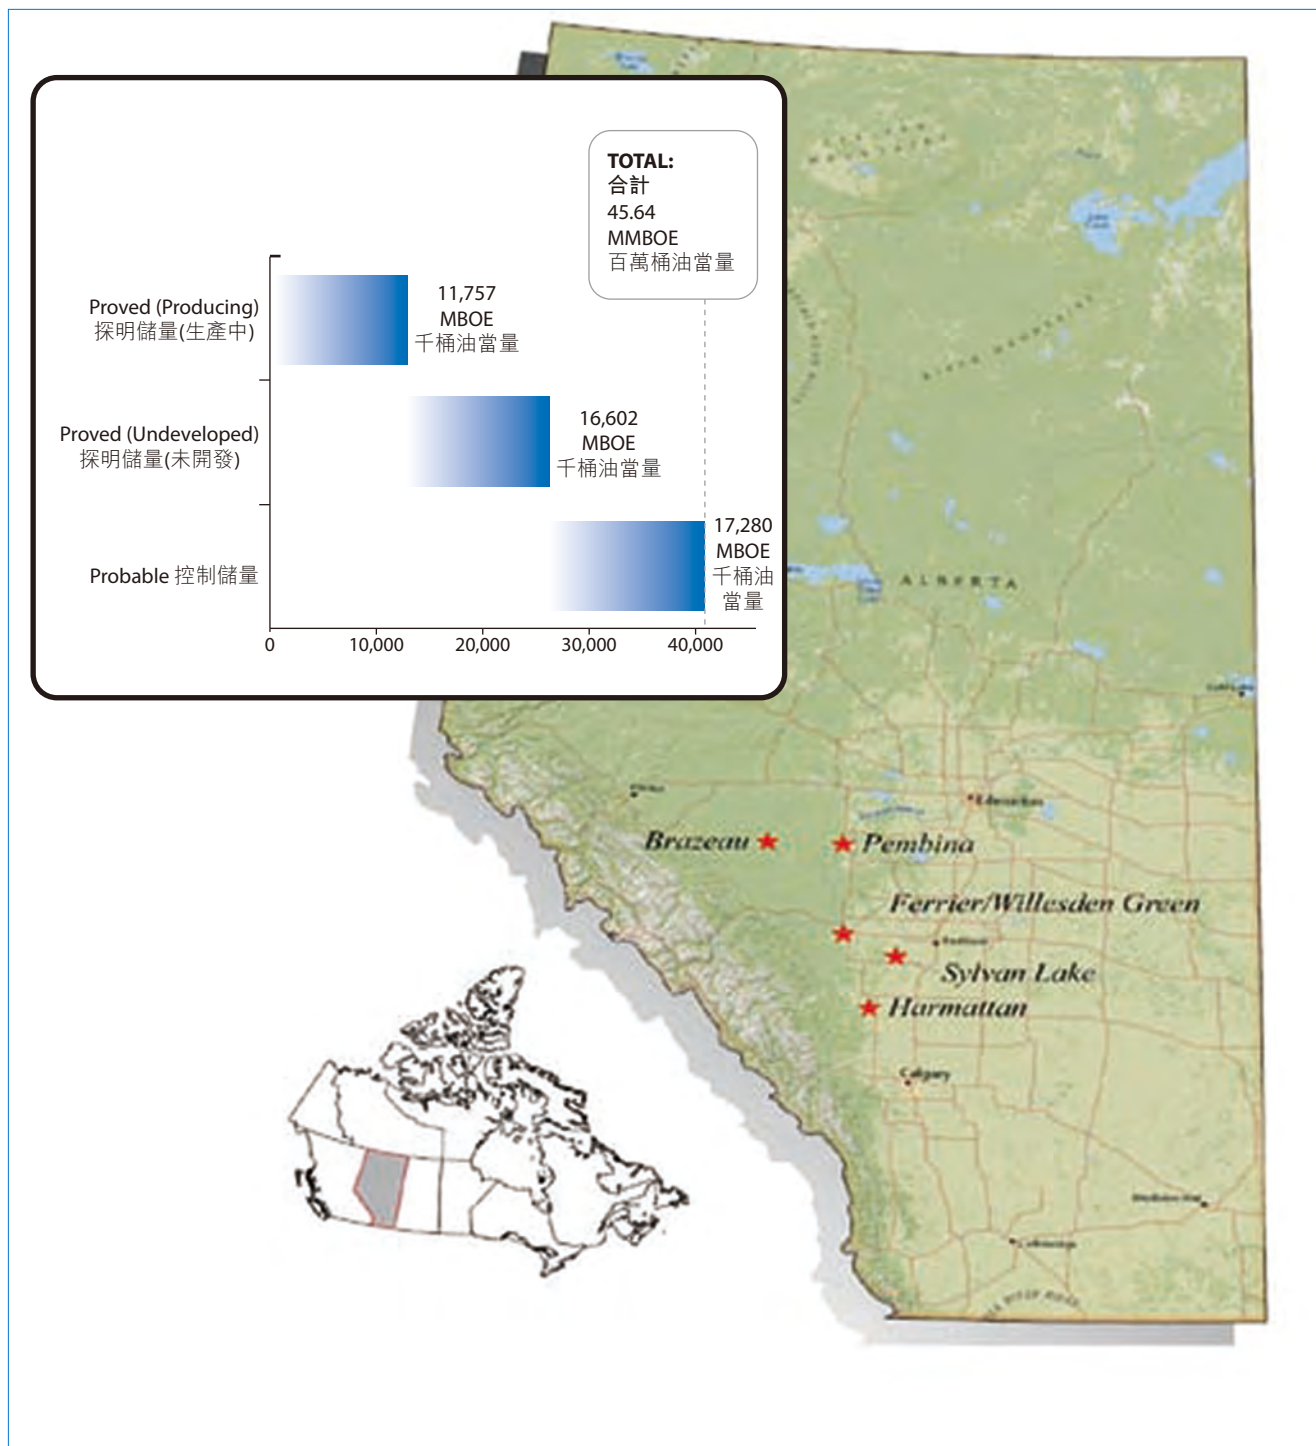 TOTAL:
合計
45.64
MMBOE
百萬桶油當量
Proved (Producing)
探明儲量(生產中)
11,757
MBOE
千桶油當量
Proved (Undeveloped)
探明儲量(未開發)
16,602
MBOE
千桶油當量
Probable 控制儲量
17,280
MBOE
千桶油
當量
0
10,000
20,000
30,000
40,000
ALBERTA
Edmonton
Brazeau
Pembina
Ferrier/Willesden Green
Sylvan Lake
Harmattan
Calgary